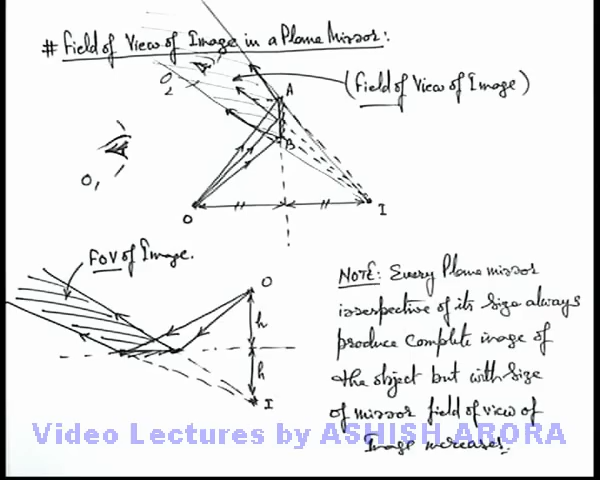 # Field of View of Image in a Plane Mirror:
(Field of View of Image)
A
B
O
I
O2
O1
FOV of Image.
O
h
h
I
NOTE: Every Plane mirror
irrespective of its size always
produce complete image of
the object but with size
of mirror field of view of
Image increases.
Video Lectures by ASHISH ARORA